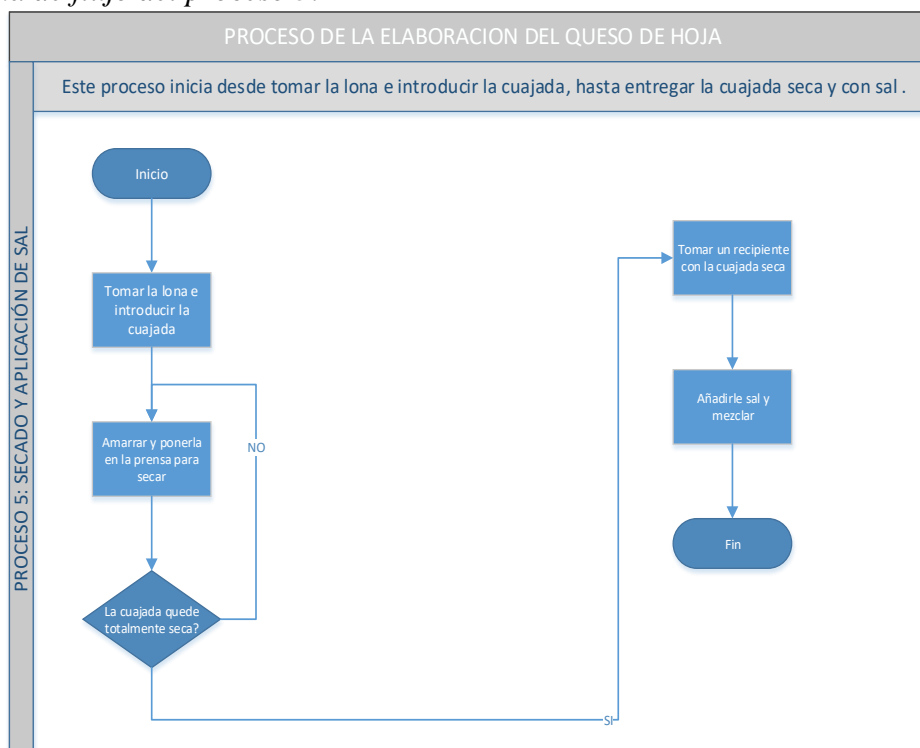 PROCESO DE LA ELABORACION DEL QUESO DE HOJA
Este proceso inicia desde tomar la lona e introducir la cuajada, hasta entregar la cuajada seca y con sal .
PROCESO 5: SECADO Y APLICACIÓN DE SAL
Inicio
Tomar la lona e
introducir la
cuajada
Amarrar y ponerla
en la prensa para
secar
NO
La cuajada quede
totalmente seca?
SI
Tomar un recipiente
con la cuajada seca
Añadirle sal y
mezclar
Fin